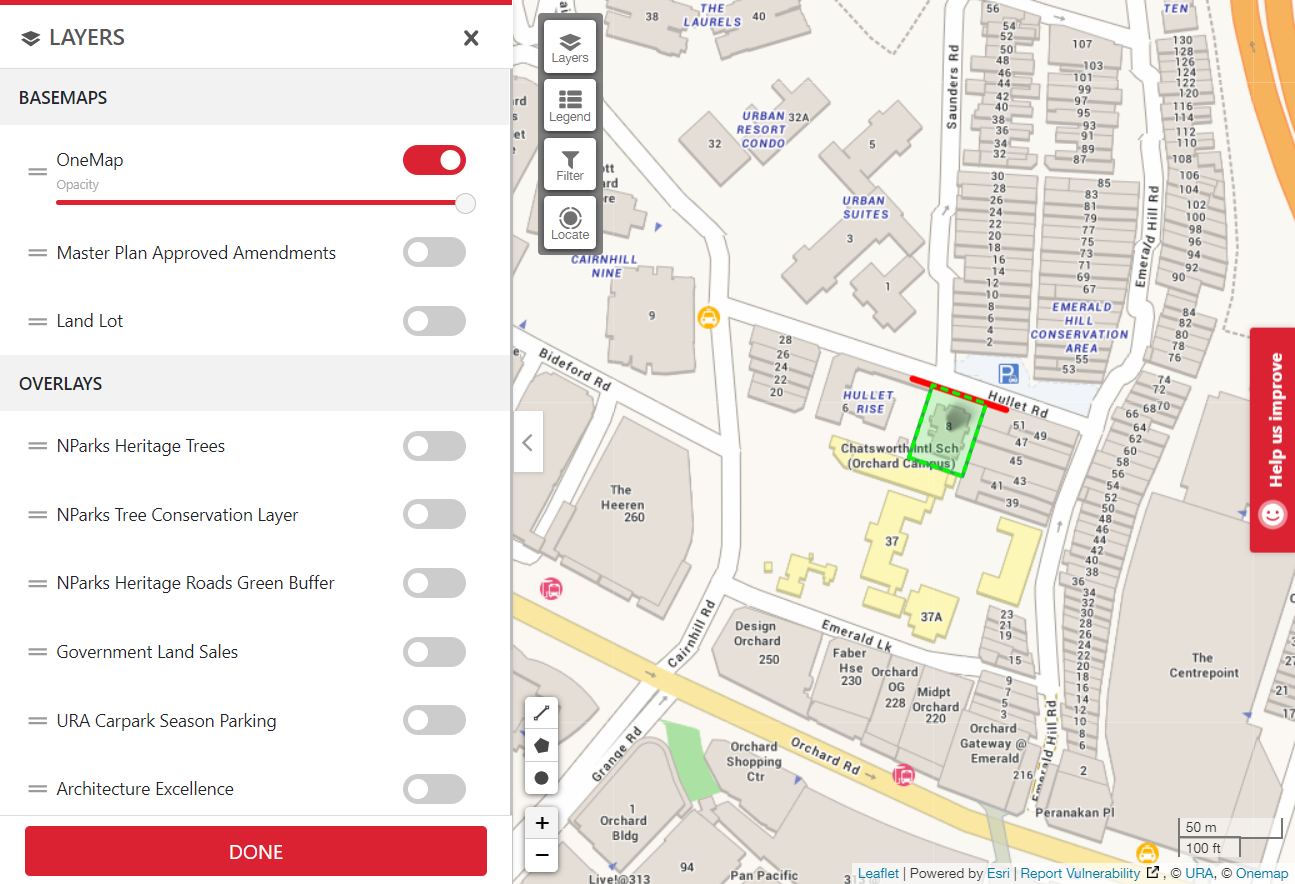 LAYERS
BASEMAPS
OneMap
Opacity
Master Plan Approved Amendments
Land Lot
OVERLAYS
NParks Heritage Trees
NParks Tree Conservation Layer
NParks Heritage Roads Green Buffer
Government Land Sales
URA Carpark Season Parking
Architecture Excellence
DONE
Layers
Legend
Filter
Locate
38
THE
LAURELS
40
URBAN 32A
RESORT
CONDO
32
5
URBAN
SUITES
3
1
CAIRNHILL
NINE
9
Bideford Rd
28
26
24
22
20
HULLET
6 RISE
8
Chatsworth Intl Sch
(Orchard Campus)
Hullet Rd
51
49
47
45
43
41
39
37
37A
Saunders Rd
56
54
52
50
48
46
44
42
40
38
36
34
32
30
28
26
24
22
20
18
16
14
12
10
8
6
4
2
107
103
101
99
97
95
93
91
89
87
85
83
81
79
77
75
73
71
69
67
EMERALD
HILL
CONSERVATION
AREA
55
53
Emerald Hill Rd
TEN
130
128
126
124
122
120
116
114
112
110
108
106
104
102
100
98
96
94
92
90
84
82
80
78
76
74
72
70
68
66
64
62
60
58
56
54
52
50
48
46
44
42
40
38
36
34
32
30
28
26
24
22
20
18
16
14
12
10
8
6
2
23
21
19
15
9
7
5
3
The
Heeren
260
Cairnhill Rd
Emerald Lk
Design
Orchard
250
Faber
Hse
230
Orchard
OG
228
Midpt
Orchard
220
Orchard
Gateway @
Emerald
216
Emerald Hill Rd
Peranakan Pl
The
Centrepoint
21
17
Grange Rd
Orchard Rd
Orchard
Shopping
Ctr
1
Orchard
Bldg
94
Live!@313
Pan Pacific
313
Help us improve
+
−
50 m
100 ft
Leaflet | Powered by Esri | Report Vulnerability , © URA, © Onemap